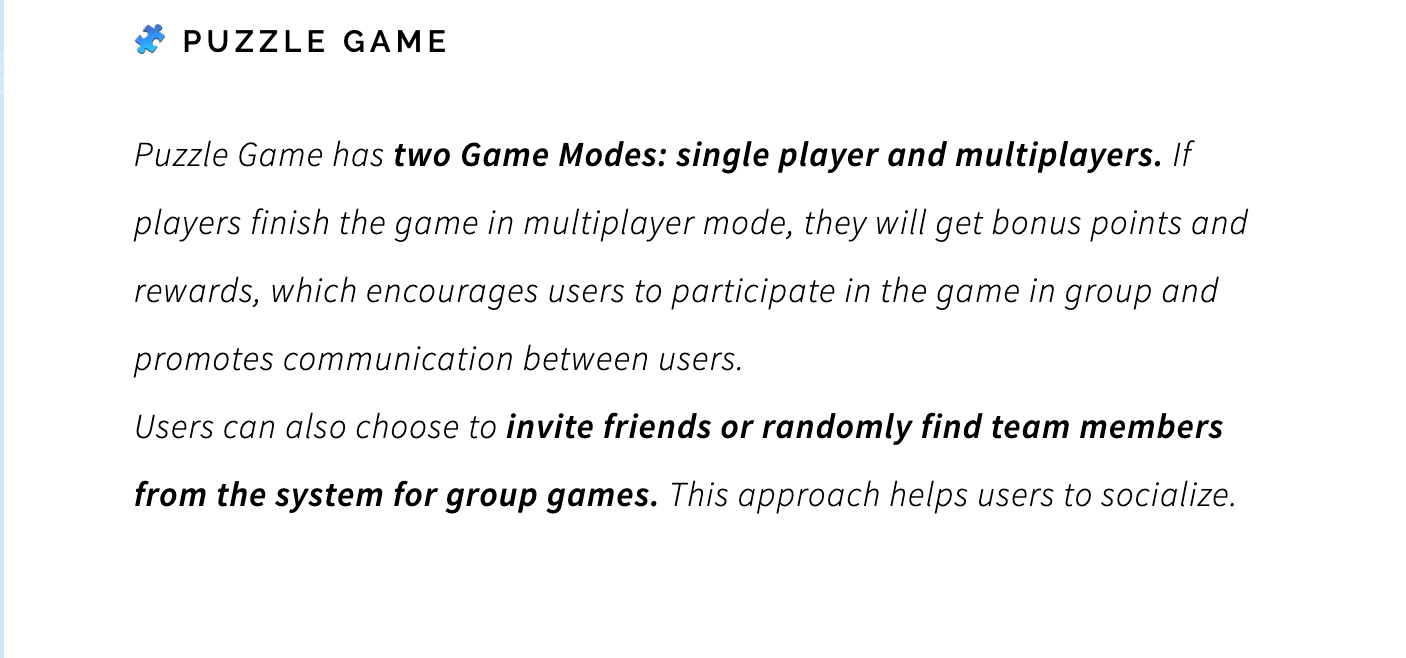 🧩 PUZZLE GAME
Puzzle Game has two Game Modes: single player and multiplayers. If
players finish the game in multiplayer mode, they will get bonus points and
rewards, which encourages users to participate in the game in group and
promotes communication between users.
Users can also choose to invite friends or randomly find team members
from the system for group games. This approach helps users to socialize.